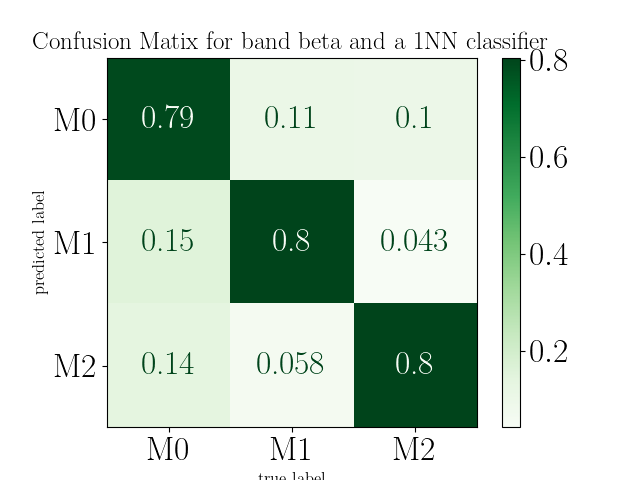 Confusion Matix for band beta and a 1NN classifier
M0 0.79 0.11 0.1
M1 0.15 0.8 0.043
M2 0.14 0.058 0.8
M0 M1 M2
predicted label
true label
0.8
0.6
0.4
0.2